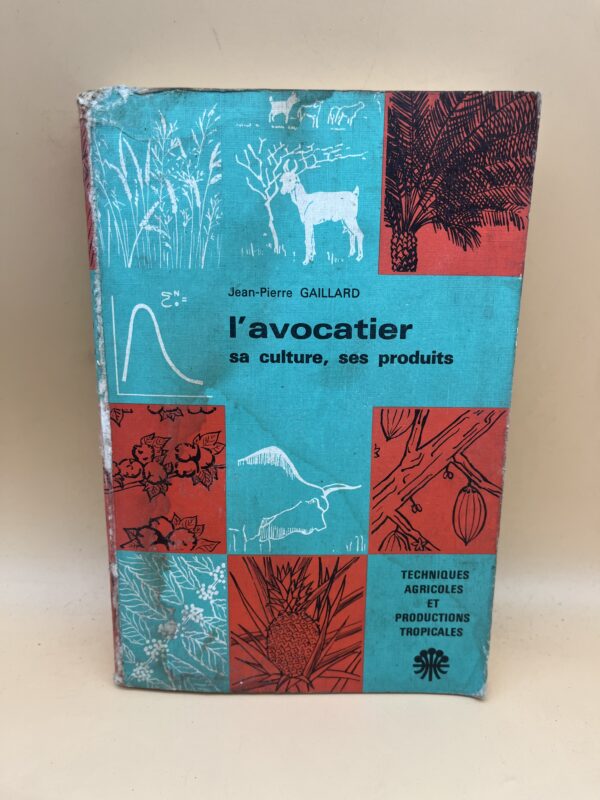 Jean-Pierre GAILLARD
l'avocatier
sa culture, ses produits
TECHNIQUES
AGRICOLES
ET
PRODUCTIONS
TROPICALES